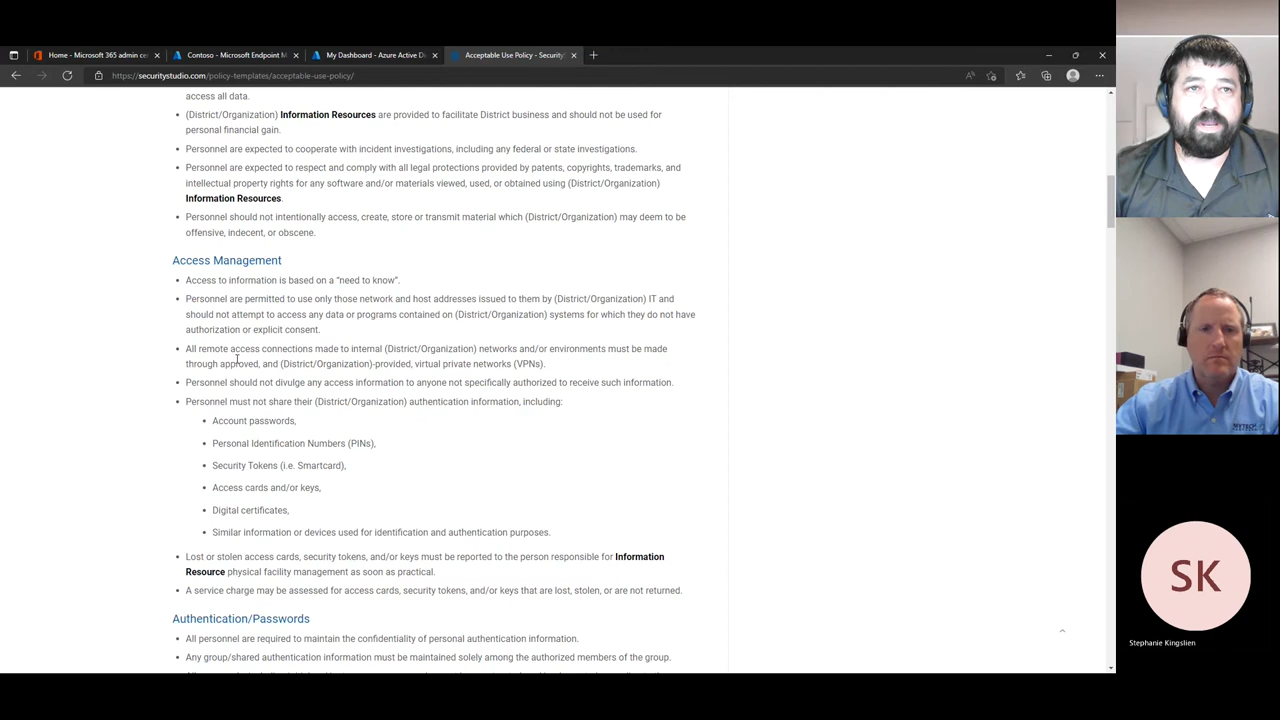 Home - Microsoft 365 admin ce
Contoso - Microsoft Endpoint M
My Dashboard - Azure Active Di
Acceptable Use Policy - Security
https://securitystudio.com/policy-templates/acceptable-use-policy/
access all data.
• (District/Organization) Information Resources are provided to facilitate District business and should not be used for
personal financial gain.
• Personnel are expected to cooperate with incident investigations, including any federal or state investigations.
• Personnel are expected to respect and comply with all legal protections provided by patents, copyrights, trademarks, and
intellectual property rights for any software and/or materials viewed, used, or obtained using (District/Organization)
Information Resources.
• Personnel should not intentionally access, create, store or transmit material which (District/Organization) may deem to be
offensive, indecent, or obscene.
Access Management
• Access to information is based on a “need to know”.
• Personnel are permitted to use only those network and host addresses issued to them by (District/Organization) IT and
should not attempt to access any data or programs contained on (District/Organization) systems for which they do not have
authorization or explicit consent.
• All remote access connections made to internal (District/Organization) networks and/or environments must be made
through approved, and (District/Organization)-provided, virtual private networks (VPNs).
• Personnel should not divulge any access information to anyone not specifically authorized to receive such information.
• Personnel must not share their (District/Organization) authentication information, including:
• Account passwords,
• Personal Identification Numbers (PINs),
• Security Tokens (i.e. Smartcard),
• Access cards and/or keys,
• Digital certificates,
• Similar information or devices used for identification and authentication purposes.
• Lost or stolen access cards, security tokens, and/or keys must be reported to the person responsible for Information
Resource physical facility management as soon as practical.
• A service charge may be assessed for access cards, security tokens, and/or keys that are lost, stolen, or are not returned.
Authentication/Passwords
• All personnel are required to maintain the confidentiality of personal authentication information.
• Any group/shared authentication information must be maintained solely among the authorized members of the group.
MYTECH
SK
Stephanie Kingslien